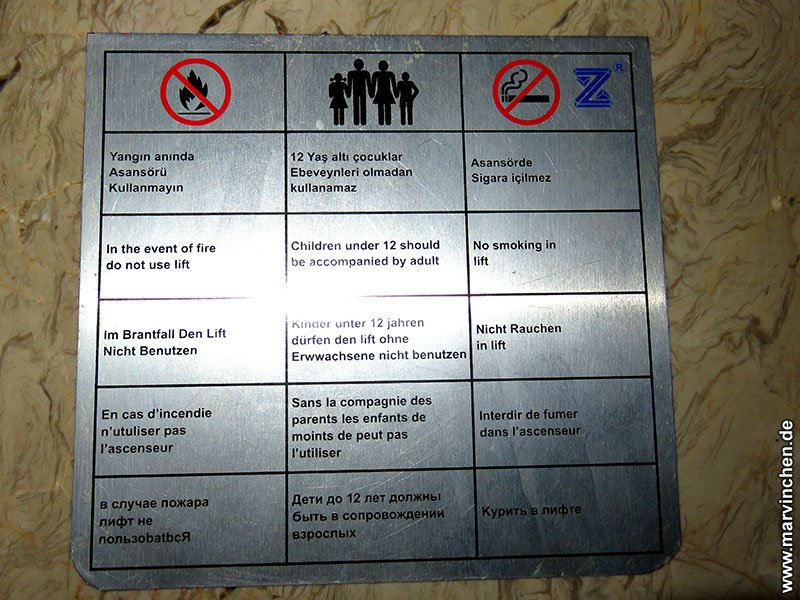 Z ®
Yangın anında
Asansörü
Kullanmayın
12 Yaş altı çocuklar
Ebeveynleri olmadan
kullanamaz
Asansörde
Sigara içilmez
In the event of fire
do not use lift
Children under 12 should
be accompanied by adult
No smoking in
lift
Im Brantfall Den Lift
Nicht Benutzen
Kinder unter 12 jahren
dürfen den lift ohne
Erwwachsene nicht benutzen
Nicht Rauchen
in lift
En cas d'incendie
n'utuliser pas
l'ascenseur
Sans la compagnie des
parents les enfants de
moints de peut pas
l'utiliser
Interdir de fumer
dans l'ascenseur
в случае пожара
лифт не
пользоbatbcЯ
Дети до 12 лет должны
быть в сопровождении
взрослых
Курить в лифте
www.marvinchen.de